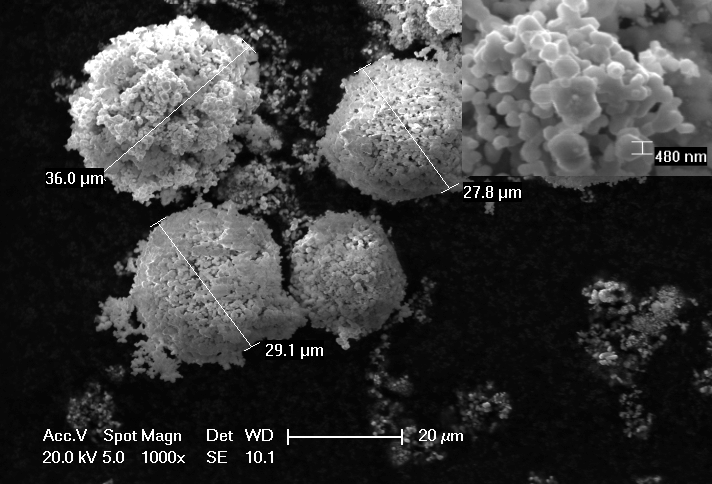 480 nm
36.0 µm
27.8 µm
29.1 µm
Acc.V Spot Magn Det WD 20 µm
20.0 kV 5.0 1000x SE 10.1